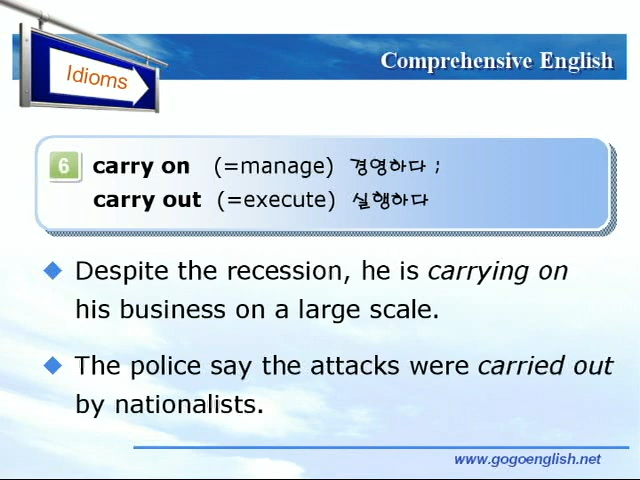 Idioms
Comprehensive English
6 carry on (=manage) 경영하다 ;
carry out (=execute) 실행하다
Despite the recession, he is carrying on
his business on a large scale.
The police say the attacks were carried out
by nationalists.
www.gogoenglish.net